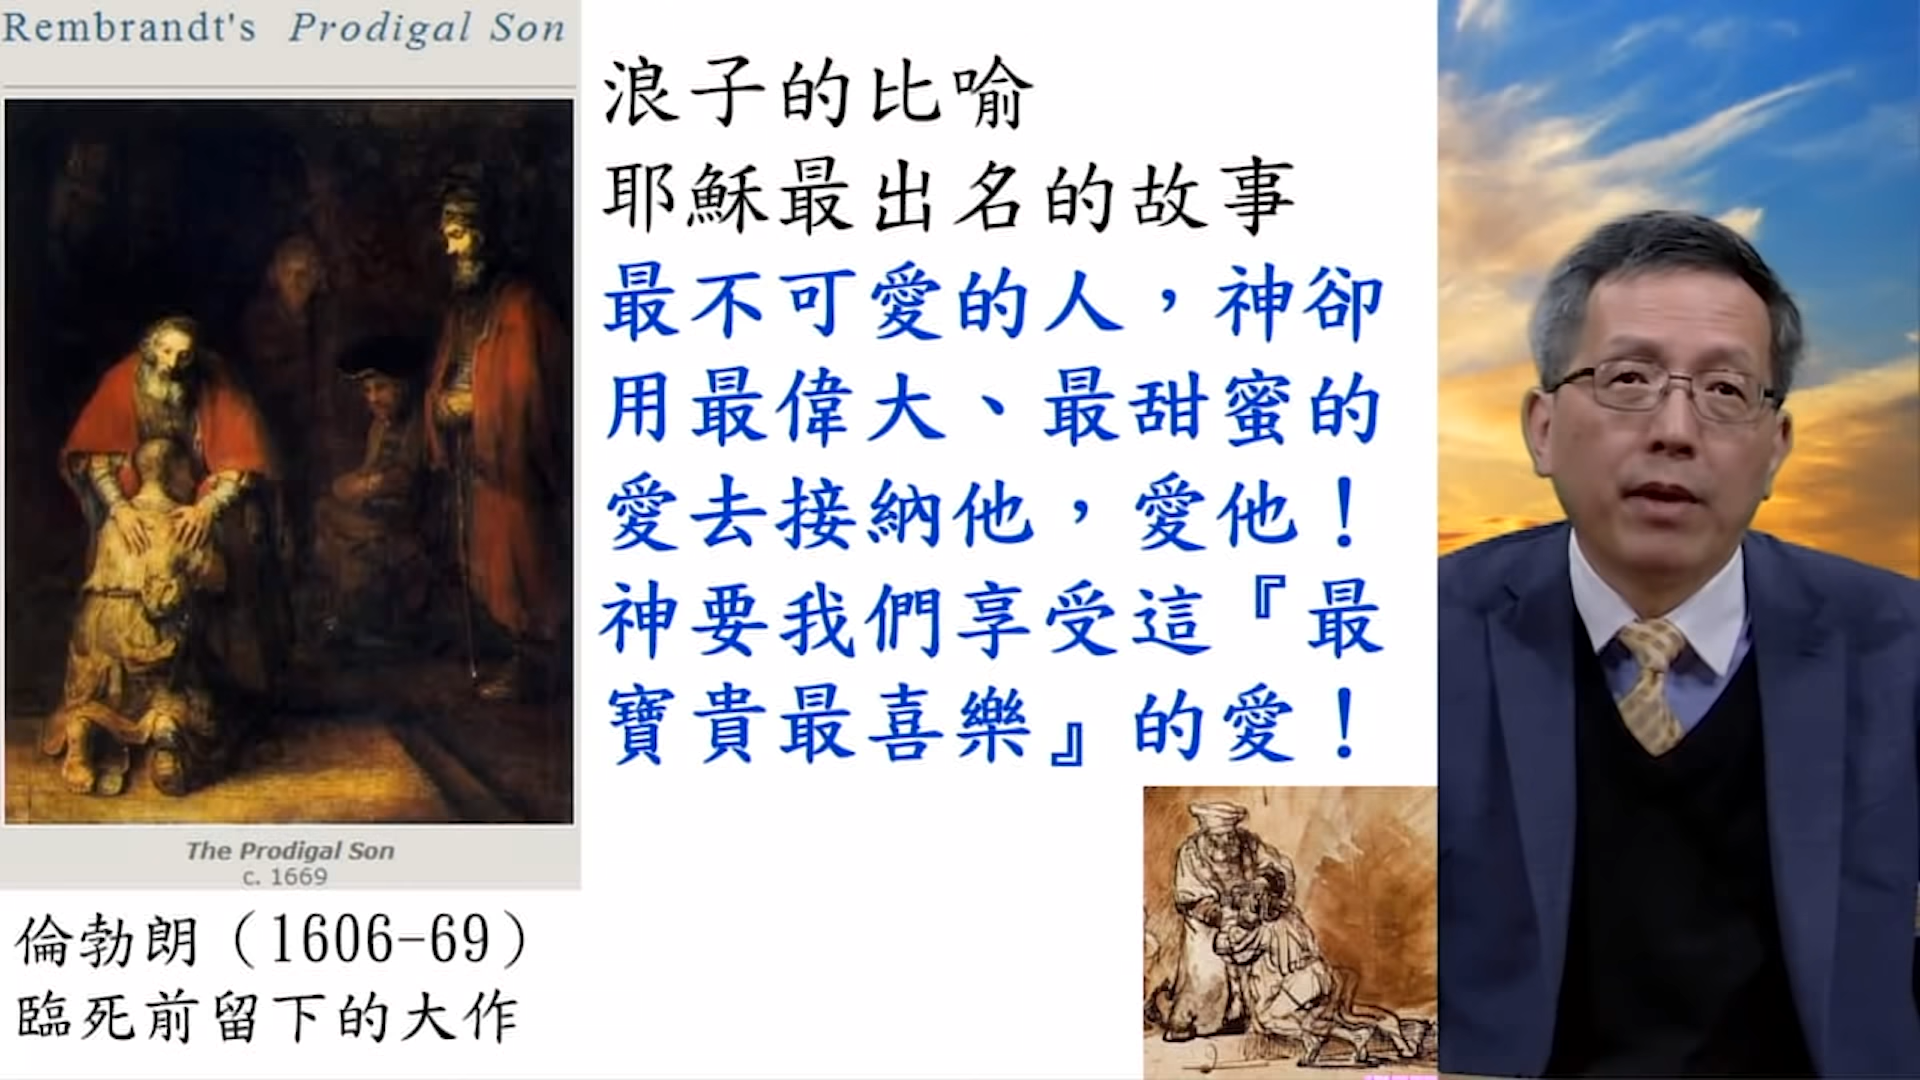 Rembrandt's Prodigal Son
The Prodigal Son
c. 1669
倫勃朗（1606-69）
臨死前留下的大作
浪子的比喻
耶穌最出名的故事
最不可愛的人，神卻
用最偉大、最甜蜜的
愛去接納他，愛他！
神要我們享受這『最
寶貴最喜樂』的愛！